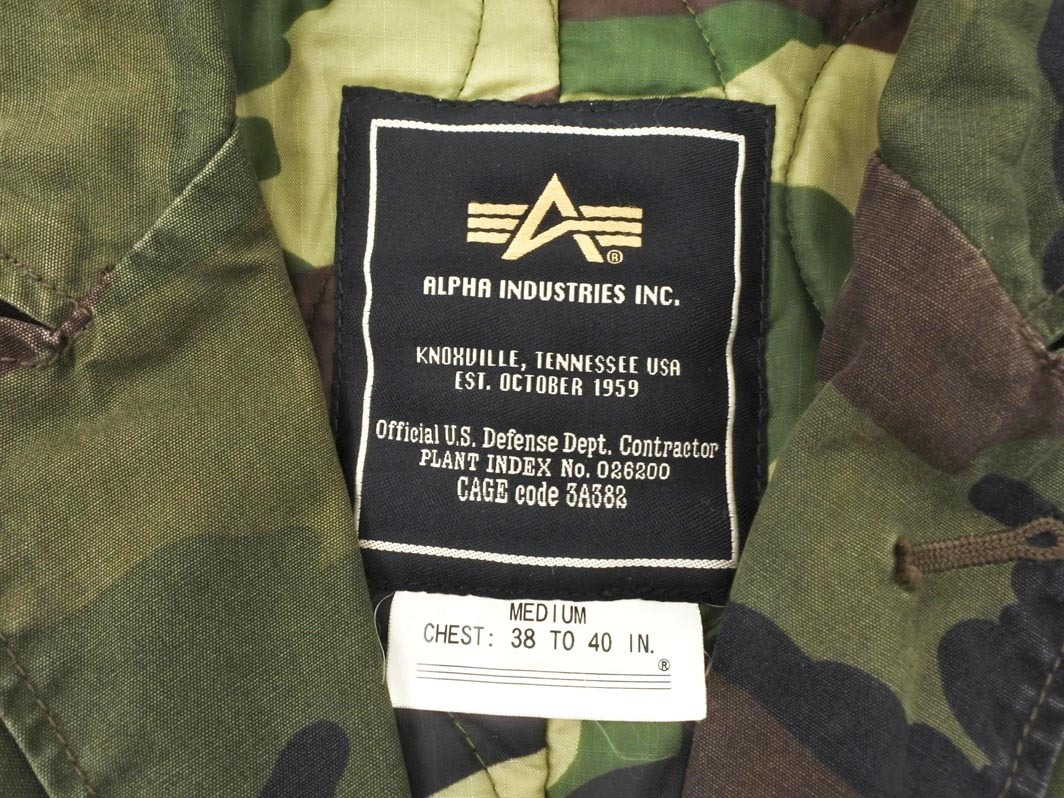 ®
ALPHA INDUSTRIES INC.
KNOXVILLE, TENNESSEE USA
EST. OCTOBER 1959
Official U.S. Defense Dept. Contractor
PLANT INDEX No. 026200
CAGE code 3A382
MEDIUM
CHEST: 38 TO 40 IN.
®